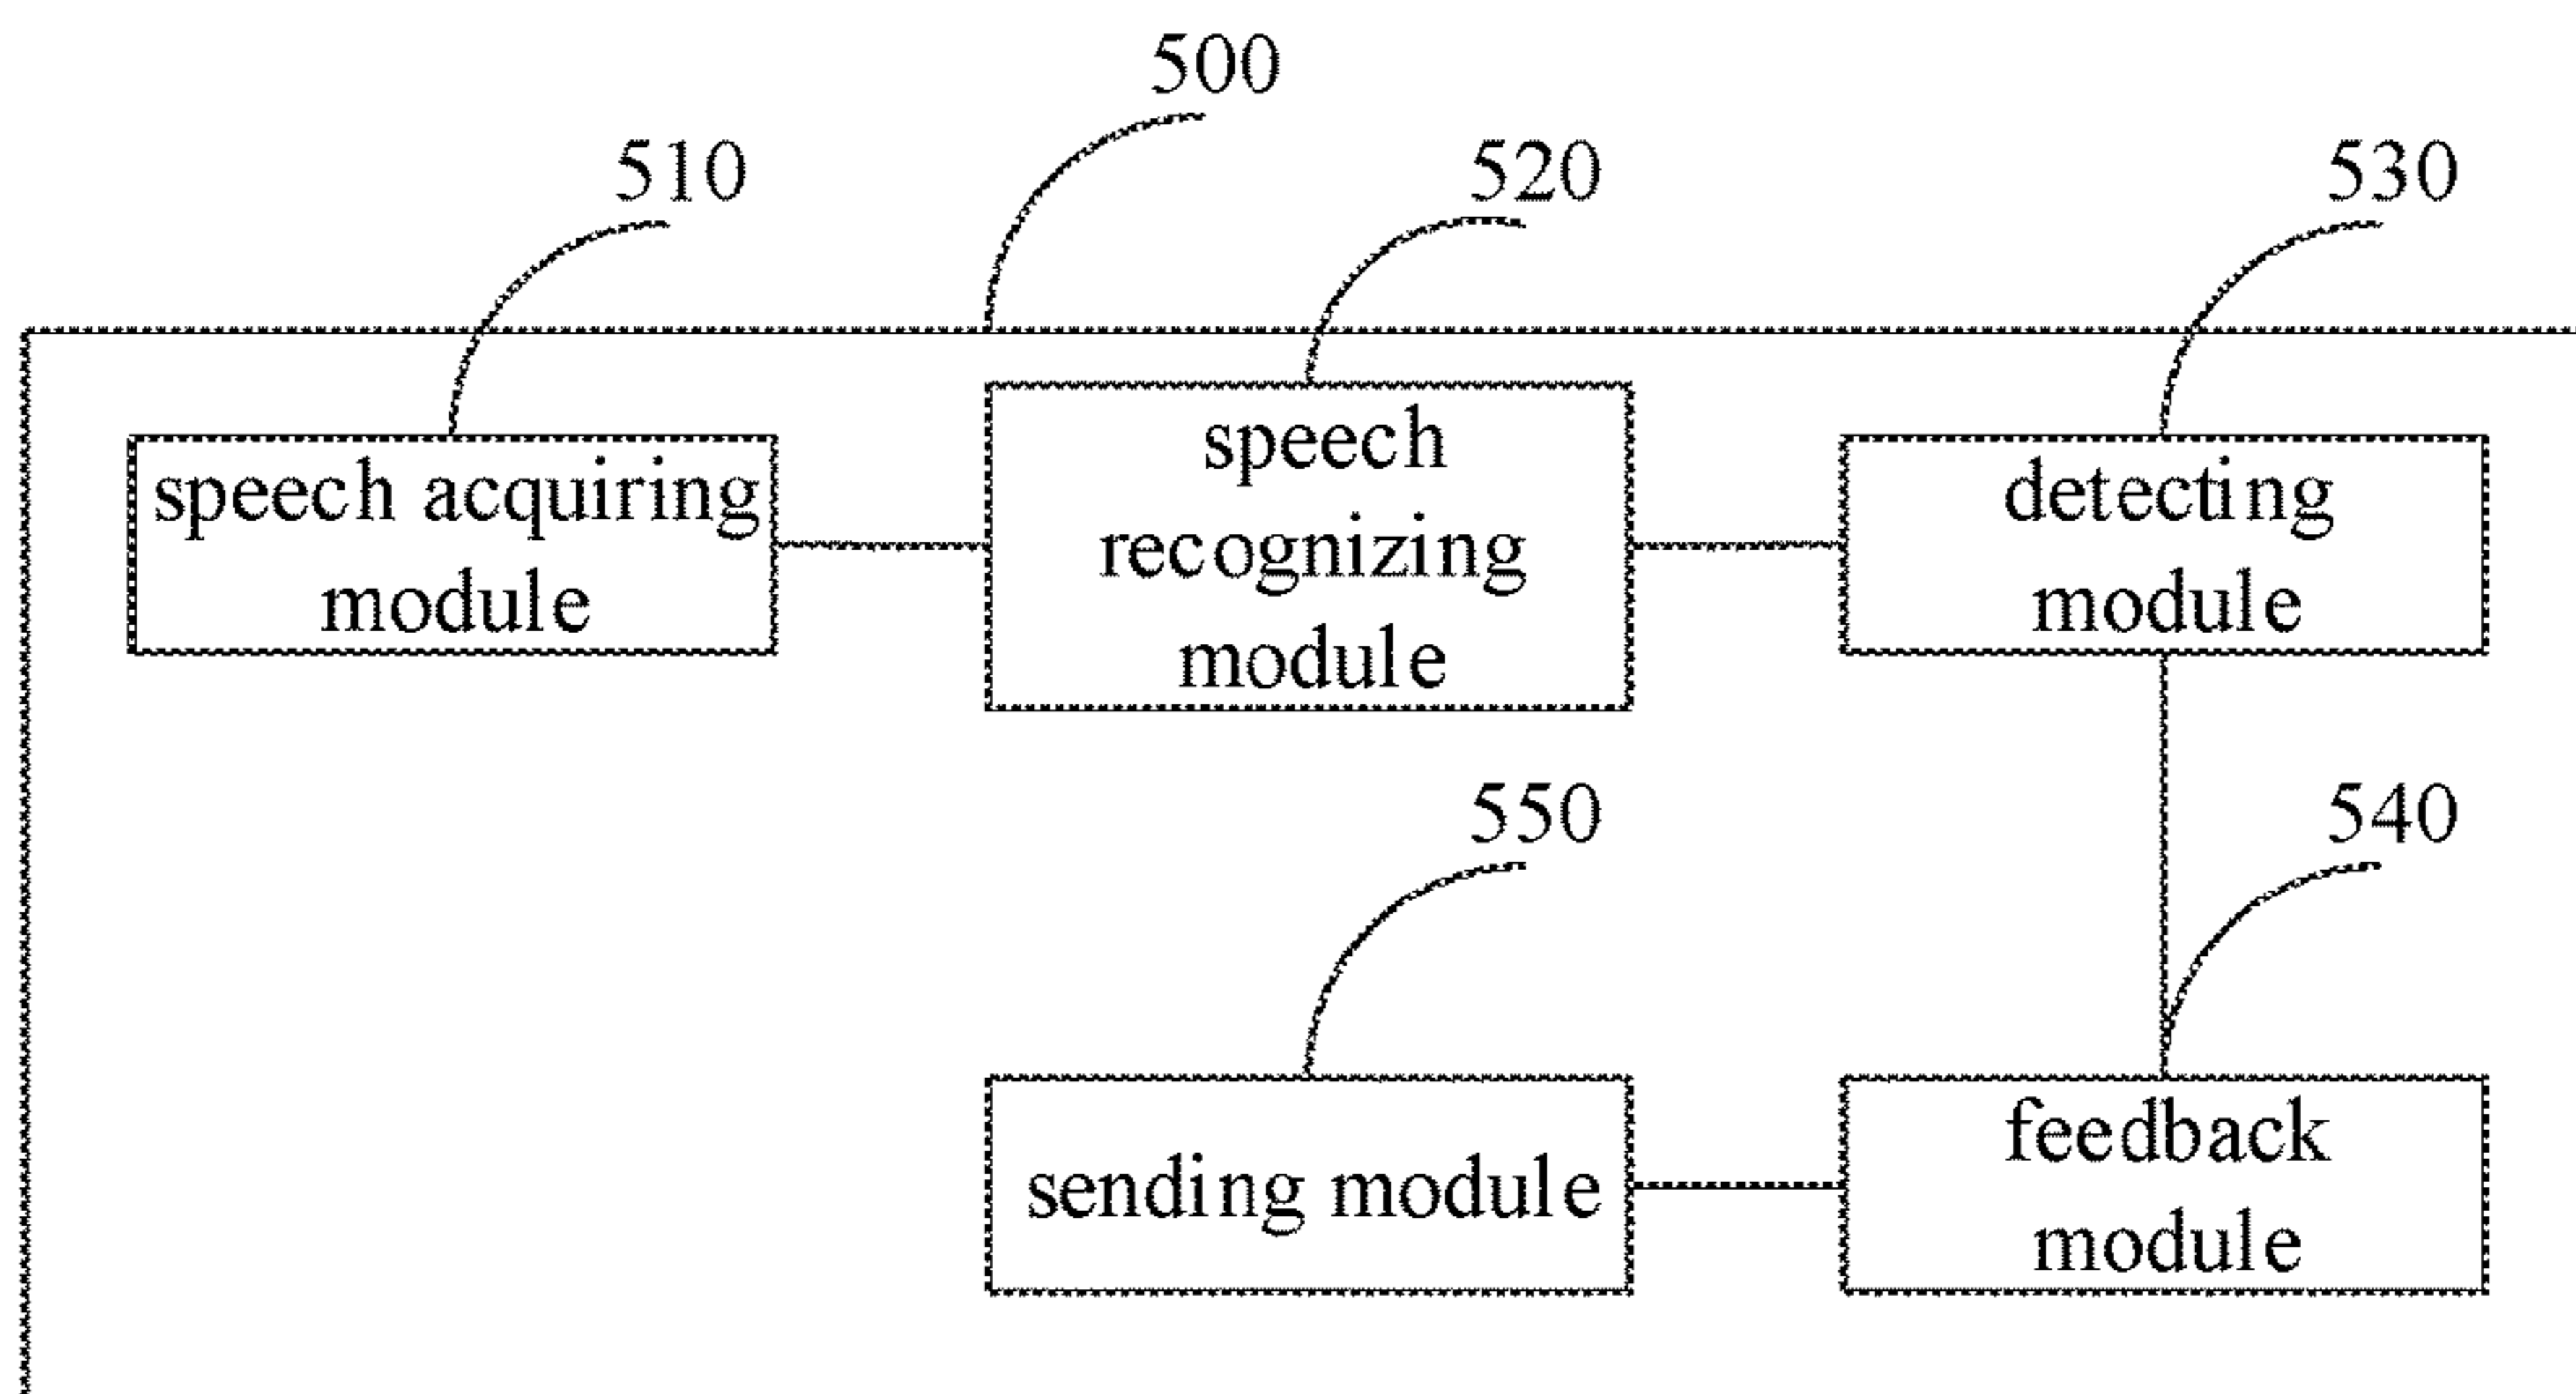 500
510
520
530
speech acquiring
module
speech
recognizing
module
detecting
module
550
540
sending module
feedback
module